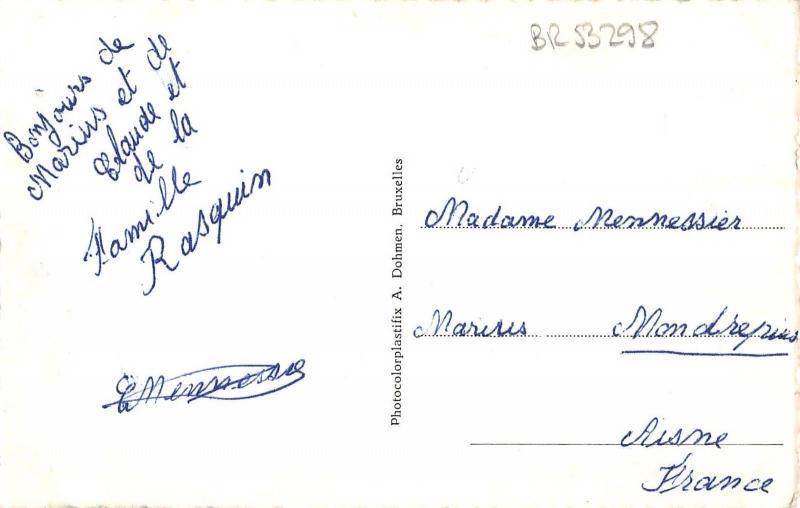 BR53298
Bonjours de
Marius et de
Claude et
de la
Famille
Rasquin
CMennessier
Photocolorplastifix A. Dohmen, Bruxelles
Madame Mennessier
Marius Mondrepuis
Aisne
France